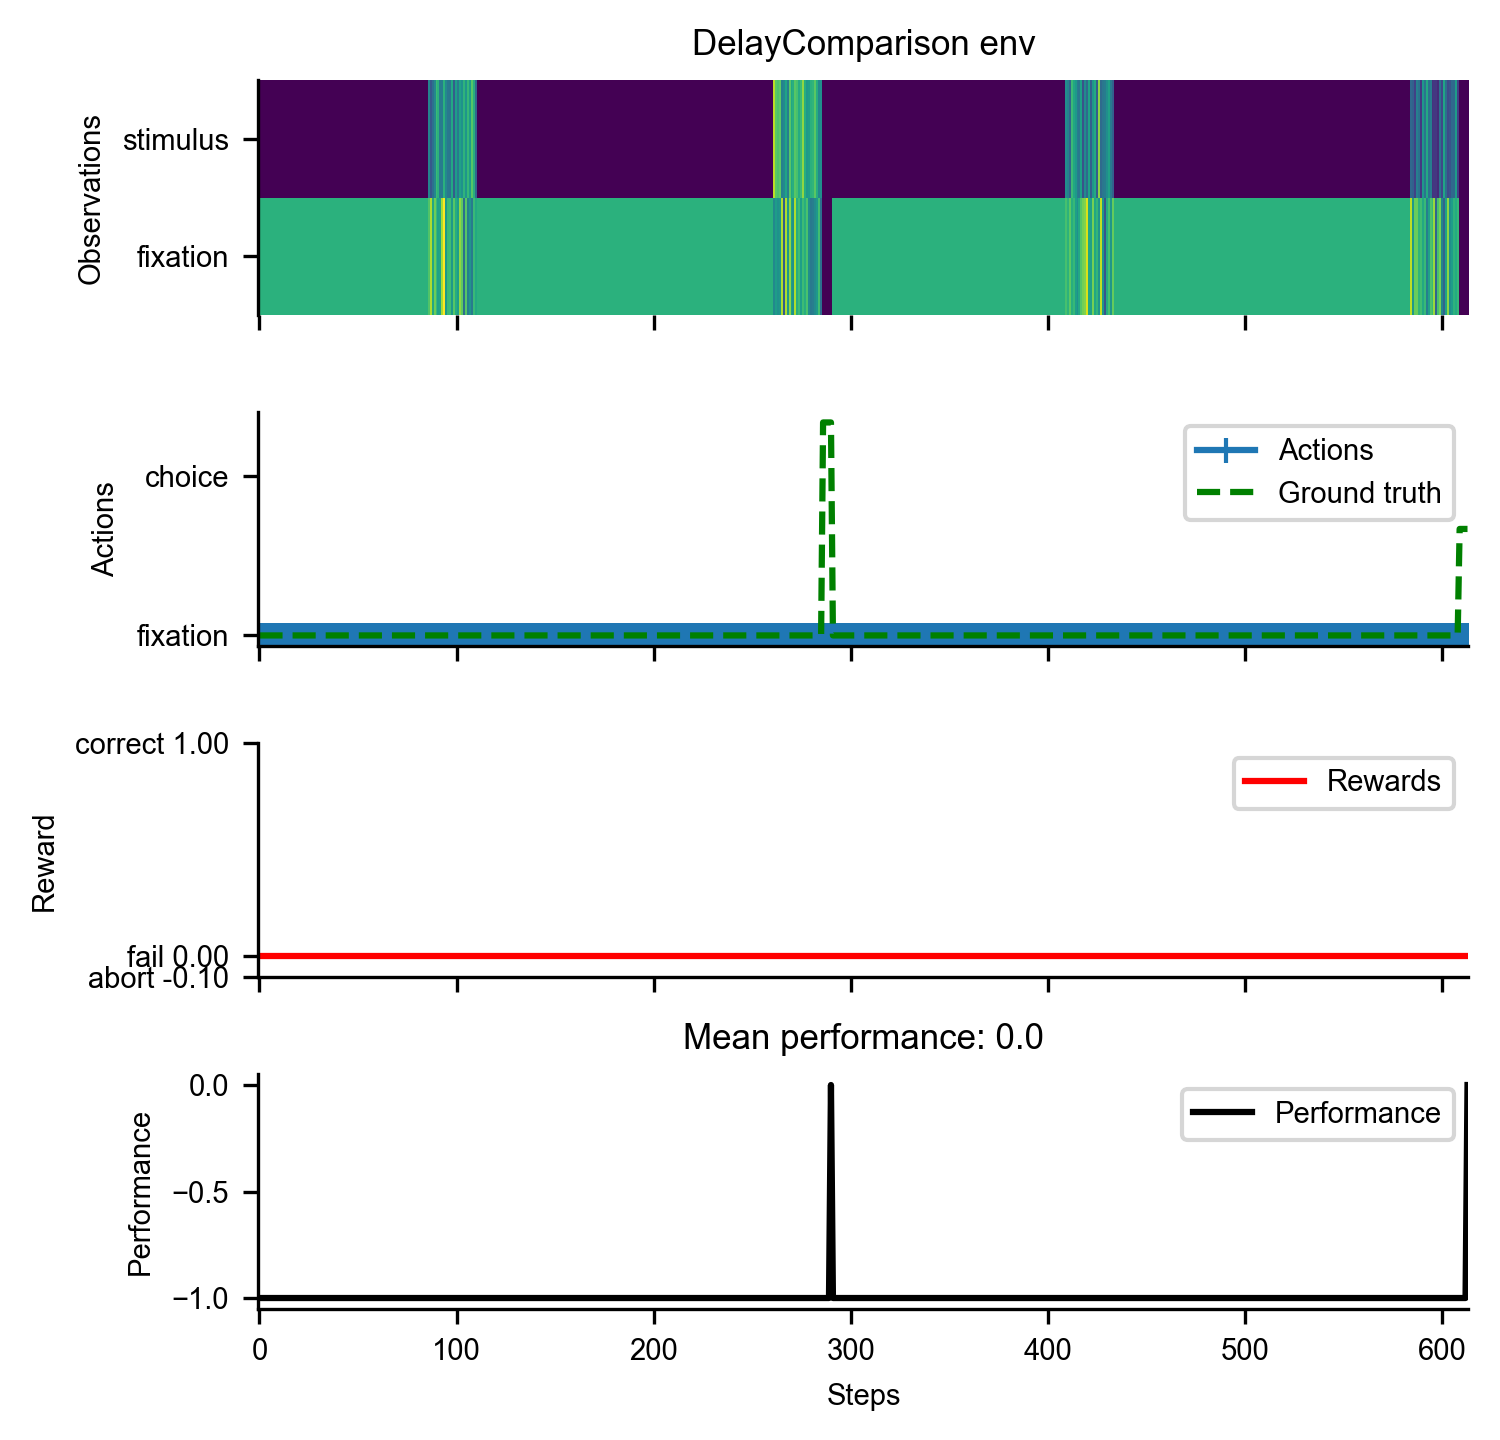 DelayComparison env
Observations
stimulus
fixation
Actions
choice
fixation
Actions
Ground truth
Reward
correct 1.00
fail 0.00
abort -0.10
Rewards
Mean performance: 0.0
Performance
0.0
−0.5
−1.0
Performance
0 100 200 300 400 500 600
Steps